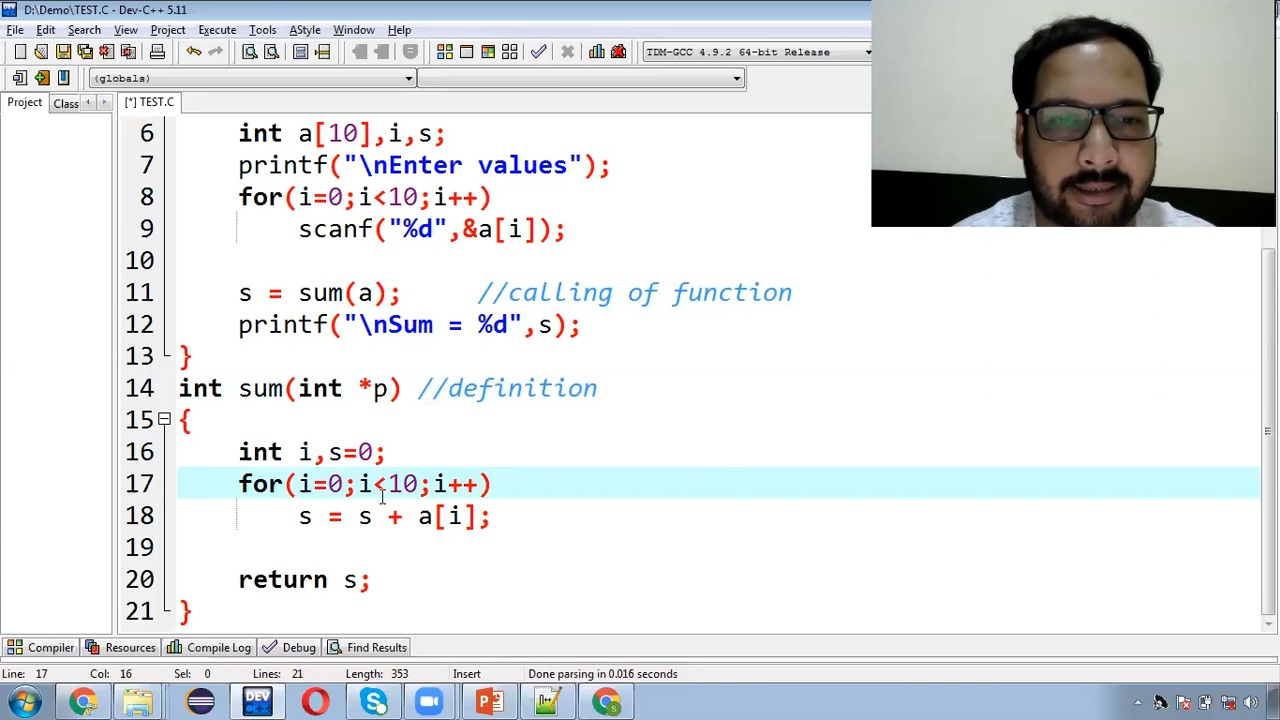 D:\Demo\TEST.C - Dev-C++ 5.11
File Edit Search View Project Execute Tools AStyle Window Help
TDM-GCC 4.9.2 64-bit Release
(globals)
Project Class [*] TEST.C
6 int a[10],i,s;
7 printf("\nEnter values");
8 for(i=0;i<10;i++)
9 scanf("%d",&a[i]);
10
11 s = sum(a); //calling of function
12 printf("\nSum = %d",s);
13 }
14 int sum(int *p) //definition
15 {
16 int i,s=0;
17 for(i=0;i<10;i++)
18 s = s + a[i];
19
20 return s;
21 }
Compiler Resources Compile Log Debug Find Results
Line: 17 Col: 16 Sel: 0 Lines: 21 Length: 353 Insert Done parsing in 0.016 seconds
DEV C++